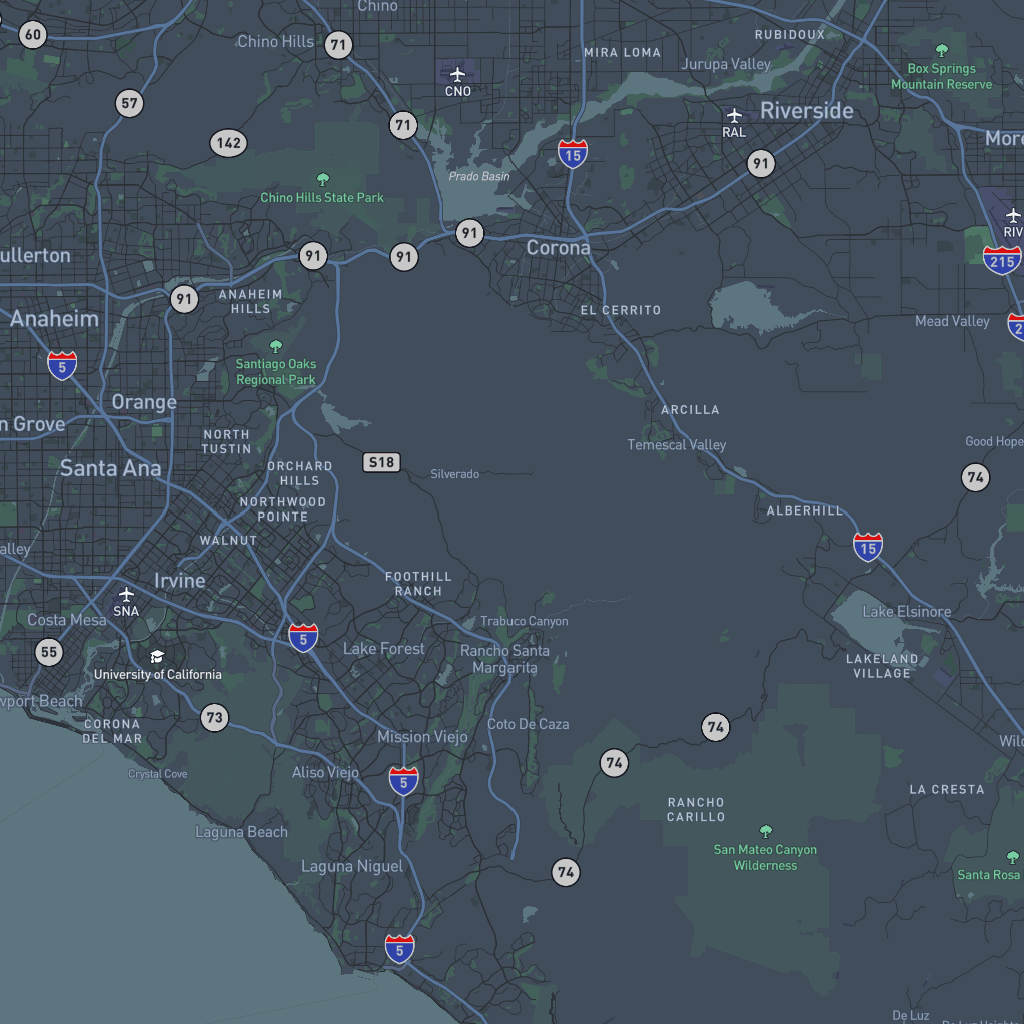 Chino
60
Chino Hills
71
MIRA LOMA
RUBIDOUX
Jurupa Valley
Box Springs
Mountain Reserve
CNO
57
71
142
RAL
Riverside
15
91
Prado Basin
Chino Hills State Park
RIV
91
91
91
Corona
ullerton
215
91
ANAHEIM
HILLS
EL CERRITO
Anaheim
Mead Valley
2
5
Santiago Oaks
Regional Park
Orange
ARCILLA
n Grove
NORTH
TUSTIN
Temescal Valley
Good Hope
Santa Ana
ORCHARD
HILLS
S18
Silverado
74
NORTHWOOD
POINTE
ALBERHILL
WALNUT
alley
15
Irvine
FOOTHILL
RANCH
SNA
Costa Mesa
Lake Elsinore
Trabuco Canyon
5
55
Lake Forest
Rancho Santa
Margarita
University of California
LAKELAND
VILLAGE
wport Beach
CORONA
DEL MAR
73
Coto De Caza
74
Mission Viejo
74
Crystal Cove
Aliso Viejo
5
LA CRESTA
RANCHO
CARILLO
Laguna Beach
San Mateo Canyon
Wilderness
Laguna Niguel
74
Santa Rosa
5
De Luz